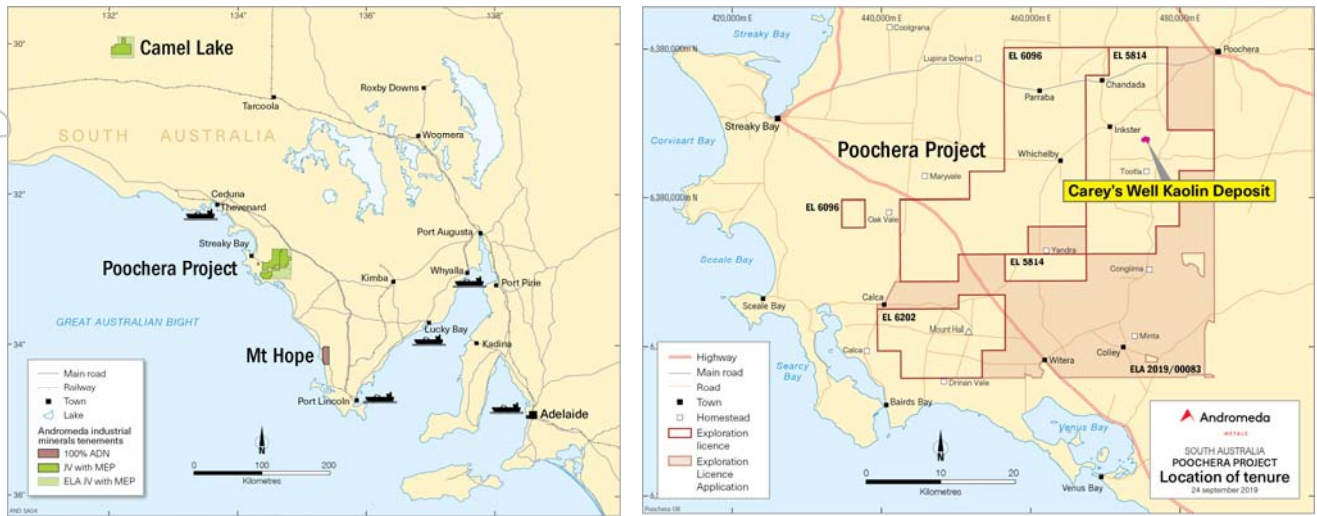 132°
134°
136°
138°
30°
Camel Lake
Tarcoola
Roxby Downs
Woomera
SOUTH AUSTRALIA
32°
Ceduna
Thevenard
Streaky Bay
Port Augusta
Poochera Project
Kimba
Whyalla
Port Pirie
GREAT AUSTRALIAN BIGHT
Lucky Bay
34°
Mt Hope
Kadina
Port Lincoln
Adelaide
Main road
Railway
Town
Lake
Andromeda industrial
minerals tenements
100% ADN
JV with MEP
ELA JV with MEP
N
0 100 200
Kilometres
36°
AND SA04
420,000m E
440,000m E
460,000m E
480,000m E
Streaky Bay
Coolgrana
6,380,000m N
Lupina Downs
EL 6096
EL 5814
Poochera
Parraba
Chandada
Streaky Bay
Inkster
Corvisart Bay
Poochera Project
Whichelby
Maryvale
Tootla
Carey's Well Kaolin Deposit
6,380,000m N
EL 6096
Oak Vale
Yandra
Sceale Bay
EL 5814
Conglima
Sceale Bay
Calca
EL 6202
Mount Hall
Minta
Calca
Colley
Searcy
Bay
Witera
ELA 2019/00083
Drinan Vale
Bairds Bay
Venus Bay
Venus Bay
Highway
Main road
Road
Town
Homestead
Exploration
licence
Exploration
Licence
Application
N
0 10 20
Kilometres
Andromeda
METALS
SOUTH AUSTRALIA
POOCHERA PROJECT
Location of tenure
24 september 2019